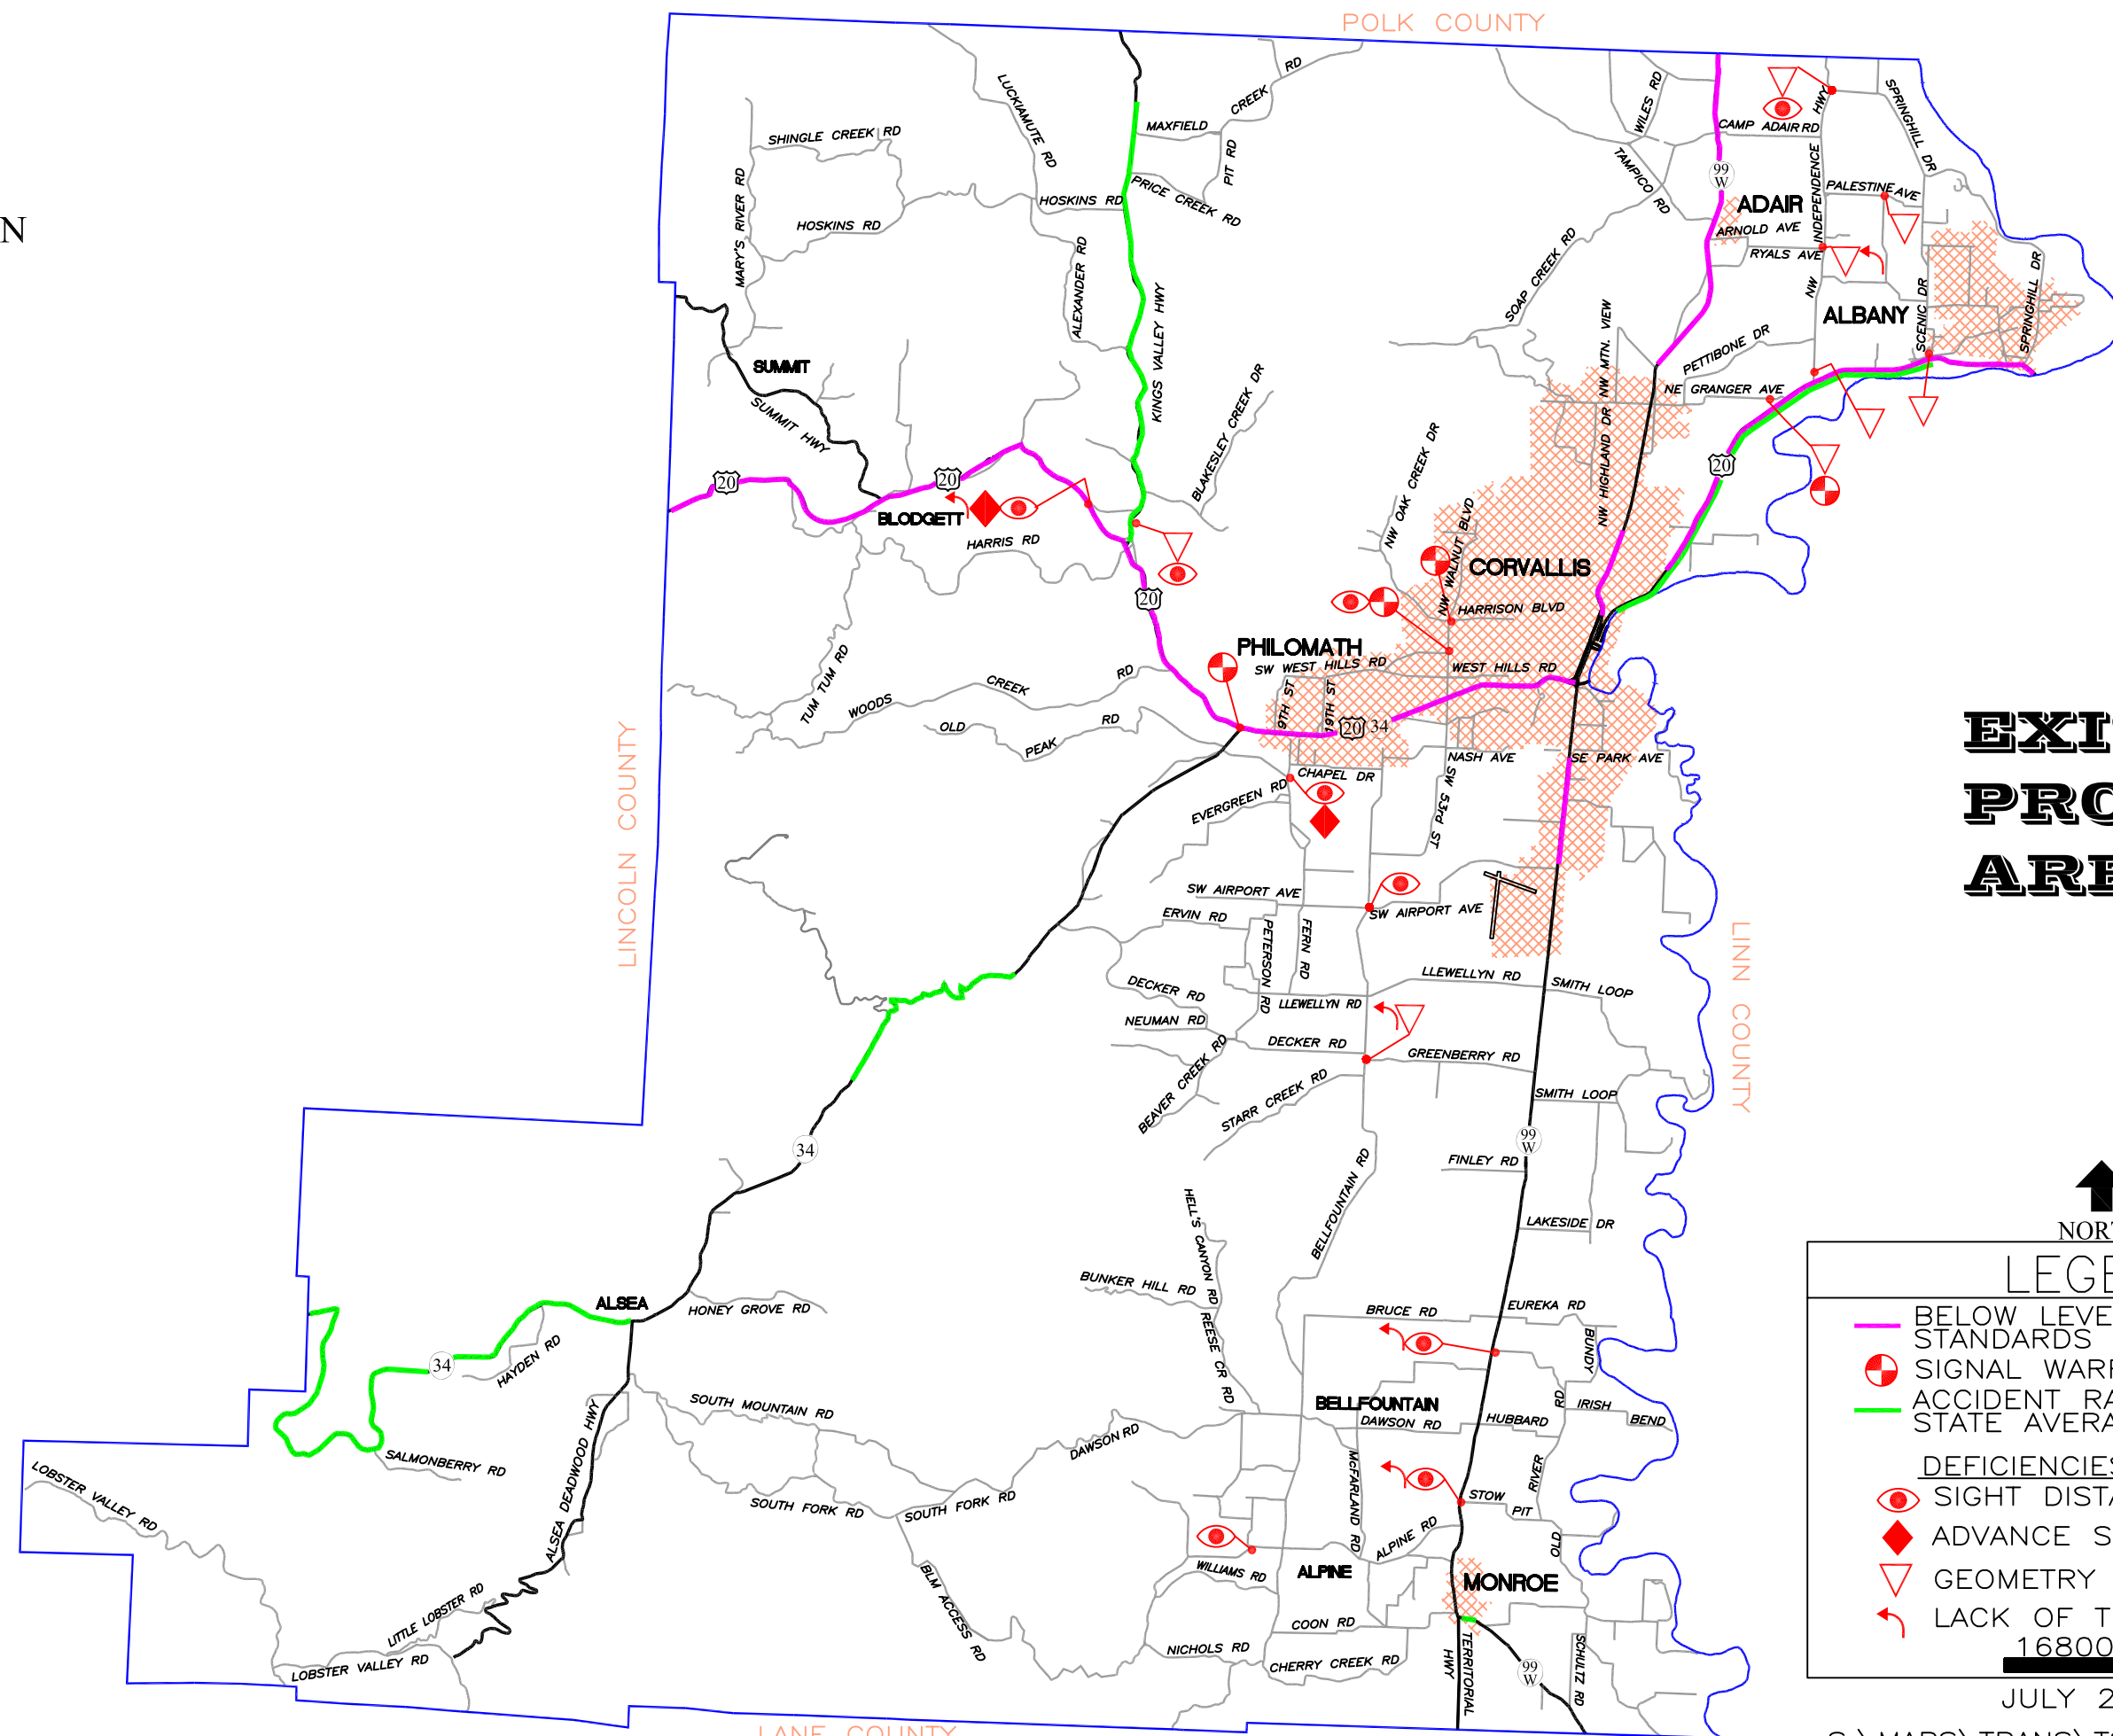 POLK COUNTY
N
LUCKIAMUTE RD
MAXFIELD
CREEK
RD
PIT RD
SHINGLE CREEK RD
MARY'S RIVER RD
HOSKINS RD
HOSKINS RD
PRICE CREEK RD
ALEXANDER RD
KINGS VALLEY HWY
WILES RD
TAMPICO RD
SOAP CREEK RD
CAMP ADAIR RD
99
W
ADAIR
ARNOLD AVE
RYALS AVE
INDEPENDENCE HWY
NW
SPRINGHILL DR
PALESTINE AVE
ALBANY
SCENIC DR
SPRINGHILL DR
PETTIBONE DR
NE GRANGER AVE
NW HIGHLAND DR
NW MTN. VIEW
20
SUMMIT
SUMMIT HWY
20
20
BLODGETT
HARRIS RD
BLAKESLEY CREEK DR
NW OAK CREEK DR
NW WALNUT BLVD
CORVALLIS
HARRISON BLVD
20
PHILOMATH
SW WEST HILLS RD
WEST HILLS RD
9TH ST
19TH ST
20 34
NASH AVE
SE PARK AVE
TUM TUM RD
WOODS
CREEK
RD
OLD
PEAK
RD
CHAPEL DR
EVERGREEN RD
SW 53rd ST
LINCOLN COUNTY
LINN COUNTY
SW AIRPORT AVE
SW AIRPORT AVE
ERVIN RD
PETERSON RD
FERN RD
LLEWELLYN RD
LLEWELLYN RD
SMITH LOOP
DECKER RD
NEUMAN RD
DECKER RD
GREENBERRY RD
BEAVER CREEK RD
STARR CREEK RD
SMITH LOOP
99
W
34
FINLEY RD
BELLFOUNTAIN RD
LAKESIDE DR
HELL'S CANYON RD
BUNKER HILL RD
REESE CR RD
BRUCE RD
EUREKA RD
BUNDY
RD
ALSEA
HONEY GROVE RD
34
HAYDEN RD
SALMONBERRY RD
SOUTH MOUNTAIN RD
ALSEA DEADWOOD HWY
BELLFOUNTAIN
DAWSON RD
HUBBARD
IRISH
BEND
DAWSON RD
McFARLAND RD
LOBSTER VALLEY RD
SOUTH FORK RD
SOUTH FORK RD
STOW
PIT
RIVER
OLD
ALPINE RD
WILLIAMS RD
ALPINE
MONROE
BLM ACCESS RD
LITTLE LOBSTER RD
LOBSTER VALLEY RD
COON RD
NICHOLS RD
CHERRY CREEK RD
TERRITORIAL
HWY
99
W
SCHULTZ RD
LANE COUNTY
EXI
PRO
ARE
NORT
LEGE
BELOW LEVE
STANDARDS
SIGNAL WARR
ACCIDENT RA
STATE AVERA
DEFICIENCIES
SIGHT DISTA
ADVANCE S
GEOMETRY
LACK OF T
16800
JULY 2